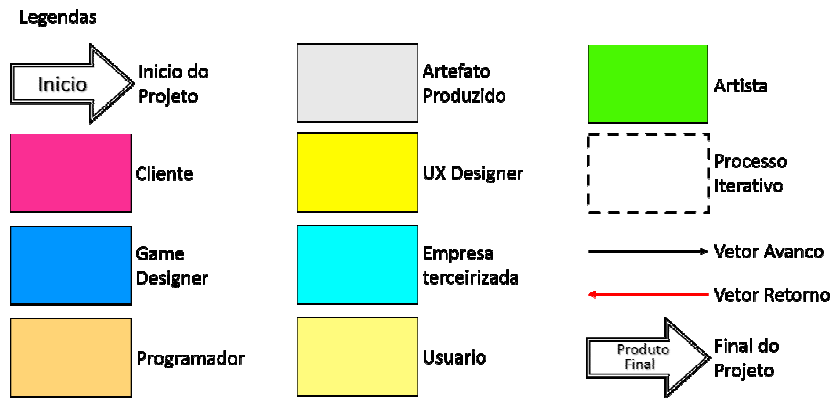 Legendas
Inicio
Inicio do
Projeto
Artefato
Produzido
Artista
Cliente
UX Designer
Processo
Iterativo
Game
Designer
Empresa
terceirizada
Vetor Avanco
Vetor Retorno
Programador
Usuario
Produto
Final
Final do
Projeto